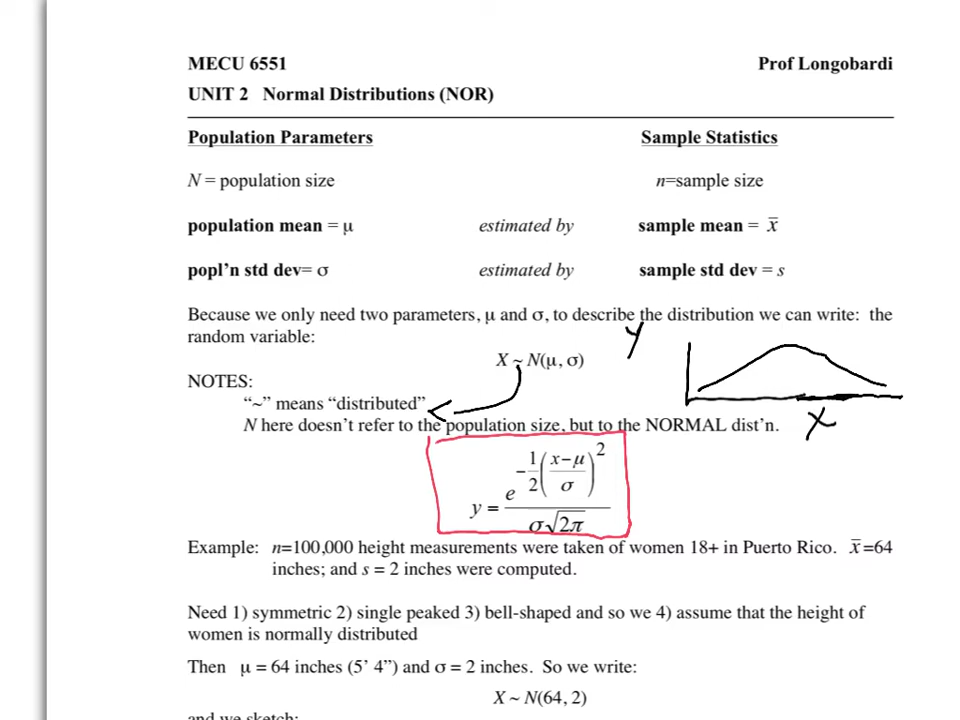 MECU 6551 Prof Longobardi
UNIT 2 Normal Distributions (NOR)
Population Parameters Sample Statistics
N = population size n=sample size
population mean = μ estimated by sample mean = x̄
popl’n std dev= σ estimated by sample std dev = s
Because we only need two parameters, μ and σ, to describe the distribution we can write: the
random variable:
y
X ~ N(μ, σ)
NOTES:
“~” means “distributed”
N here doesn’t refer to the population size, but to the NORMAL dist’n.
x
y = e^(-1/2((x-μ)/σ)^2) / (σ√2π)
Example: n=100,000 height measurements were taken of women 18+ in Puerto Rico. x̄=64
inches; and s = 2 inches were computed.
Need 1) symmetric 2) single peaked 3) bell-shaped and so we 4) assume that the height of
women is normally distributed
Then μ = 64 inches (5’ 4”) and σ = 2 inches. So we write:
X ~ N(64, 2)
and we sketch: